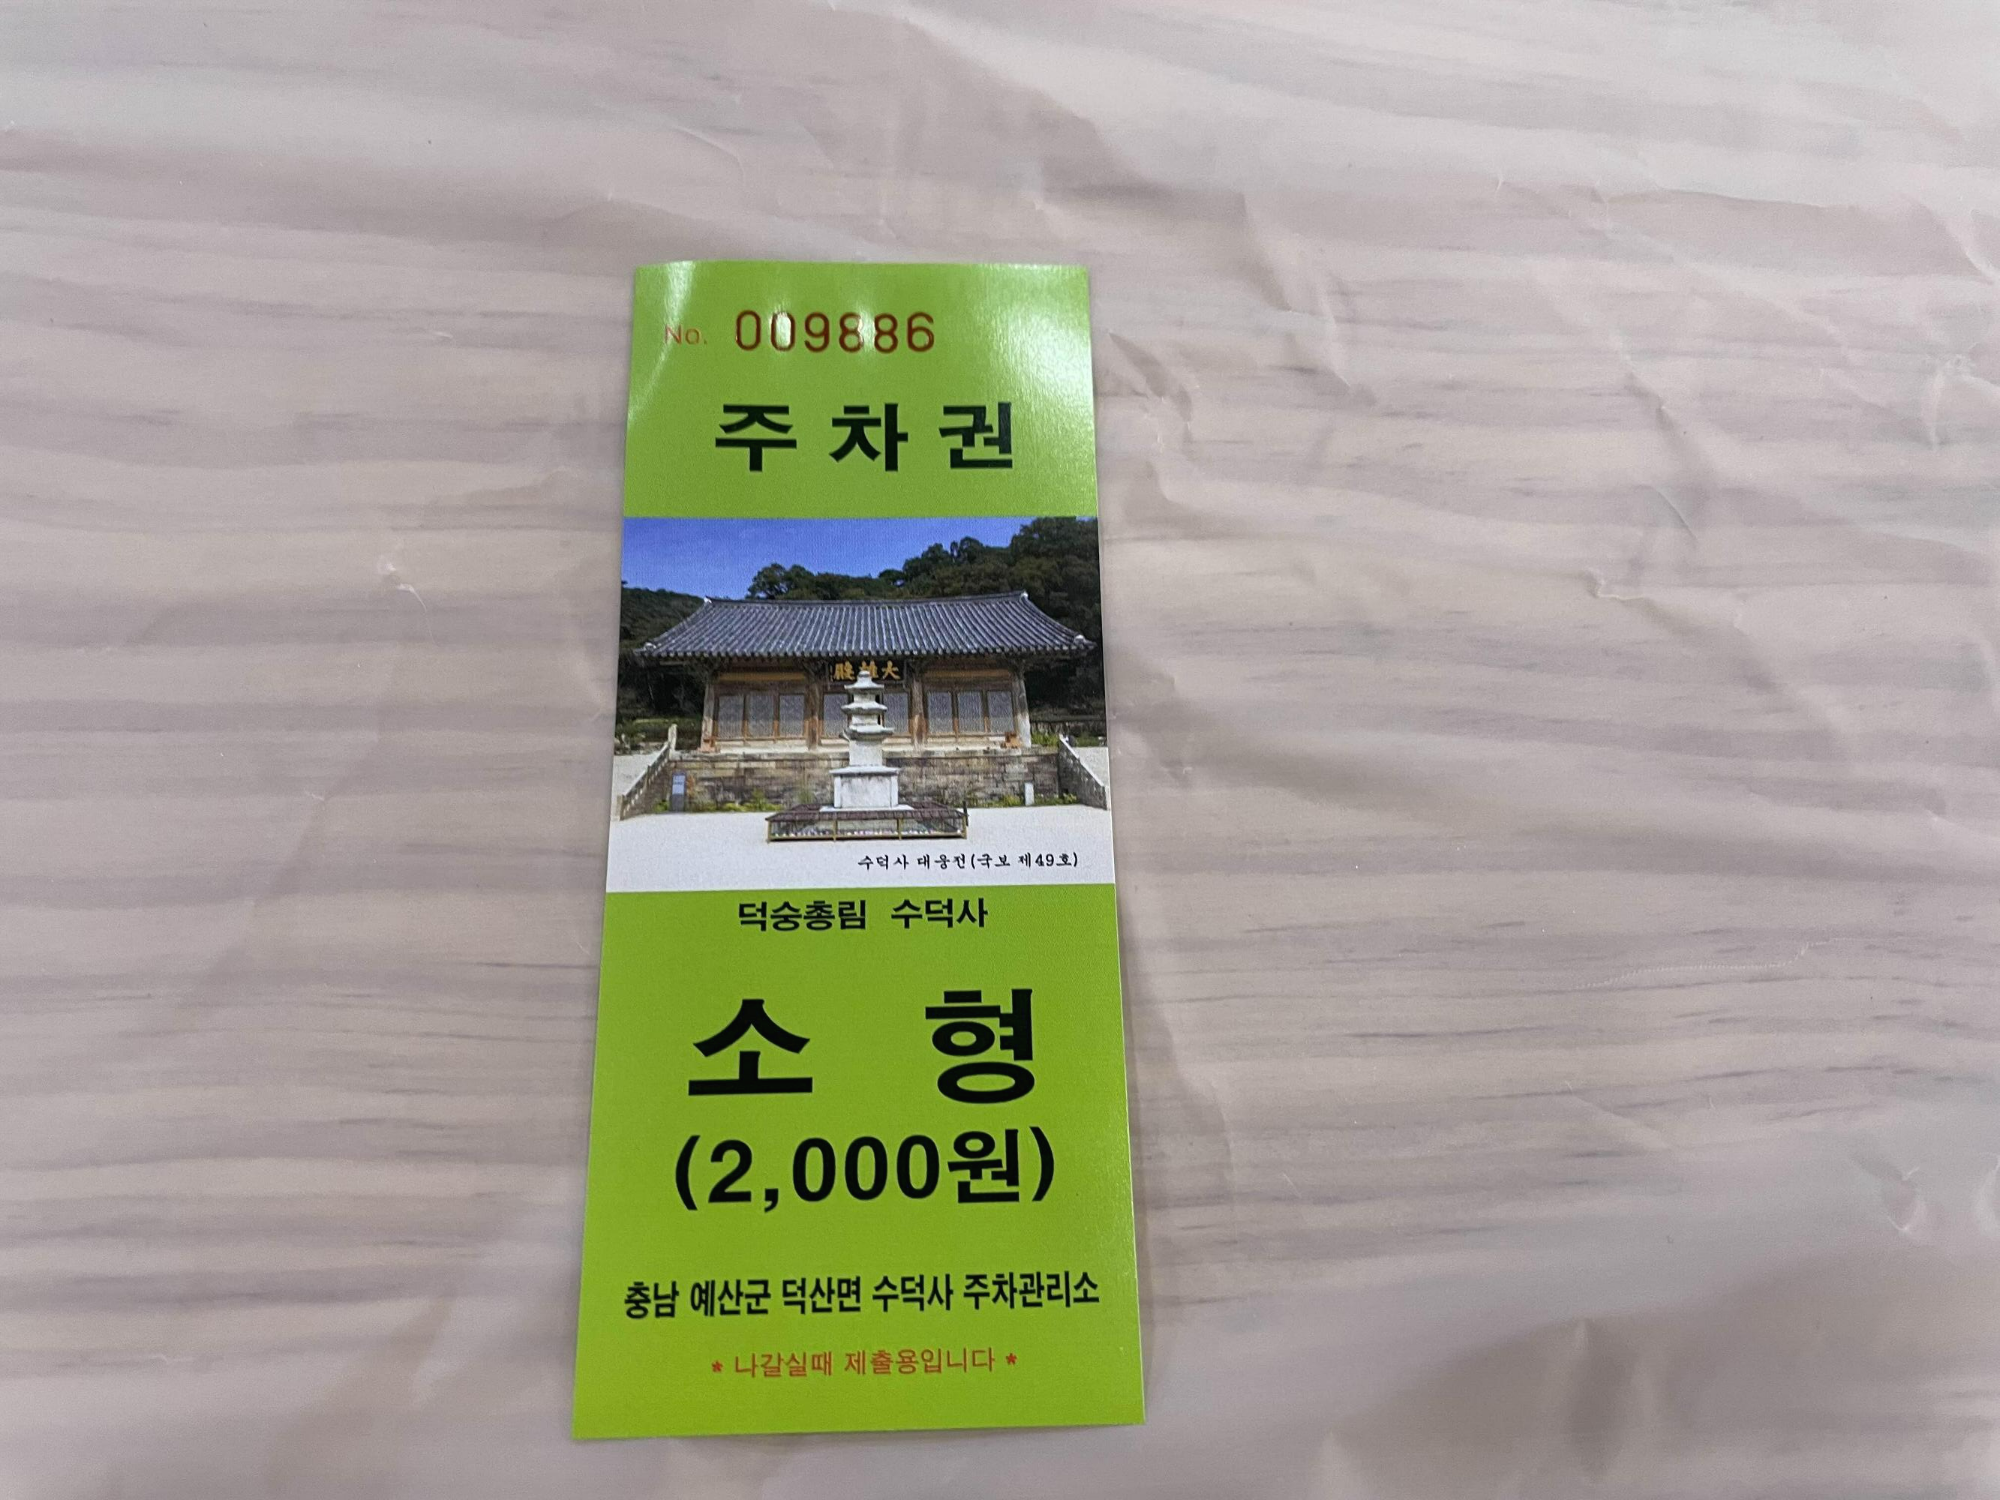 No. 009886
주차권
大雄殿
수덕사 대웅전(국보 제49호)
덕숭총림 수덕사
소형
(2,000원)
충남 예산군 덕산면 수덕사 주차관리소
* 나갈실때 제출용입니다 *